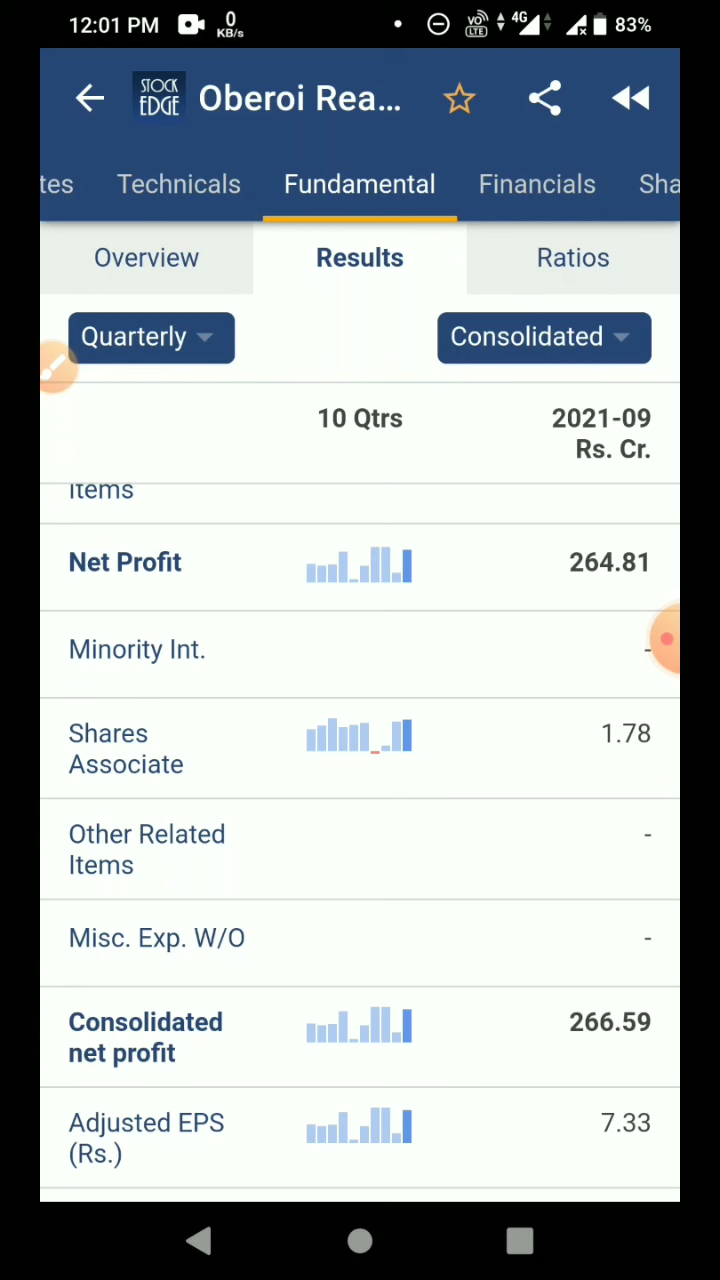 12:01 PM 0 KB/s VO LTE 4G 83%
STOCK EDGE Oberoi Rea...
tes Technicals Fundamental Financials Sha
Overview Results Ratios
Quarterly Consolidated
10 Qtrs 2021-09
Rs. Cr.
Items
Net Profit 264.81
Minority Int. -
Shares Associate 1.78
Other Related Items -
Misc. Exp. W/O -
Consolidated net profit 266.59
Adjusted EPS (Rs.) 7.33